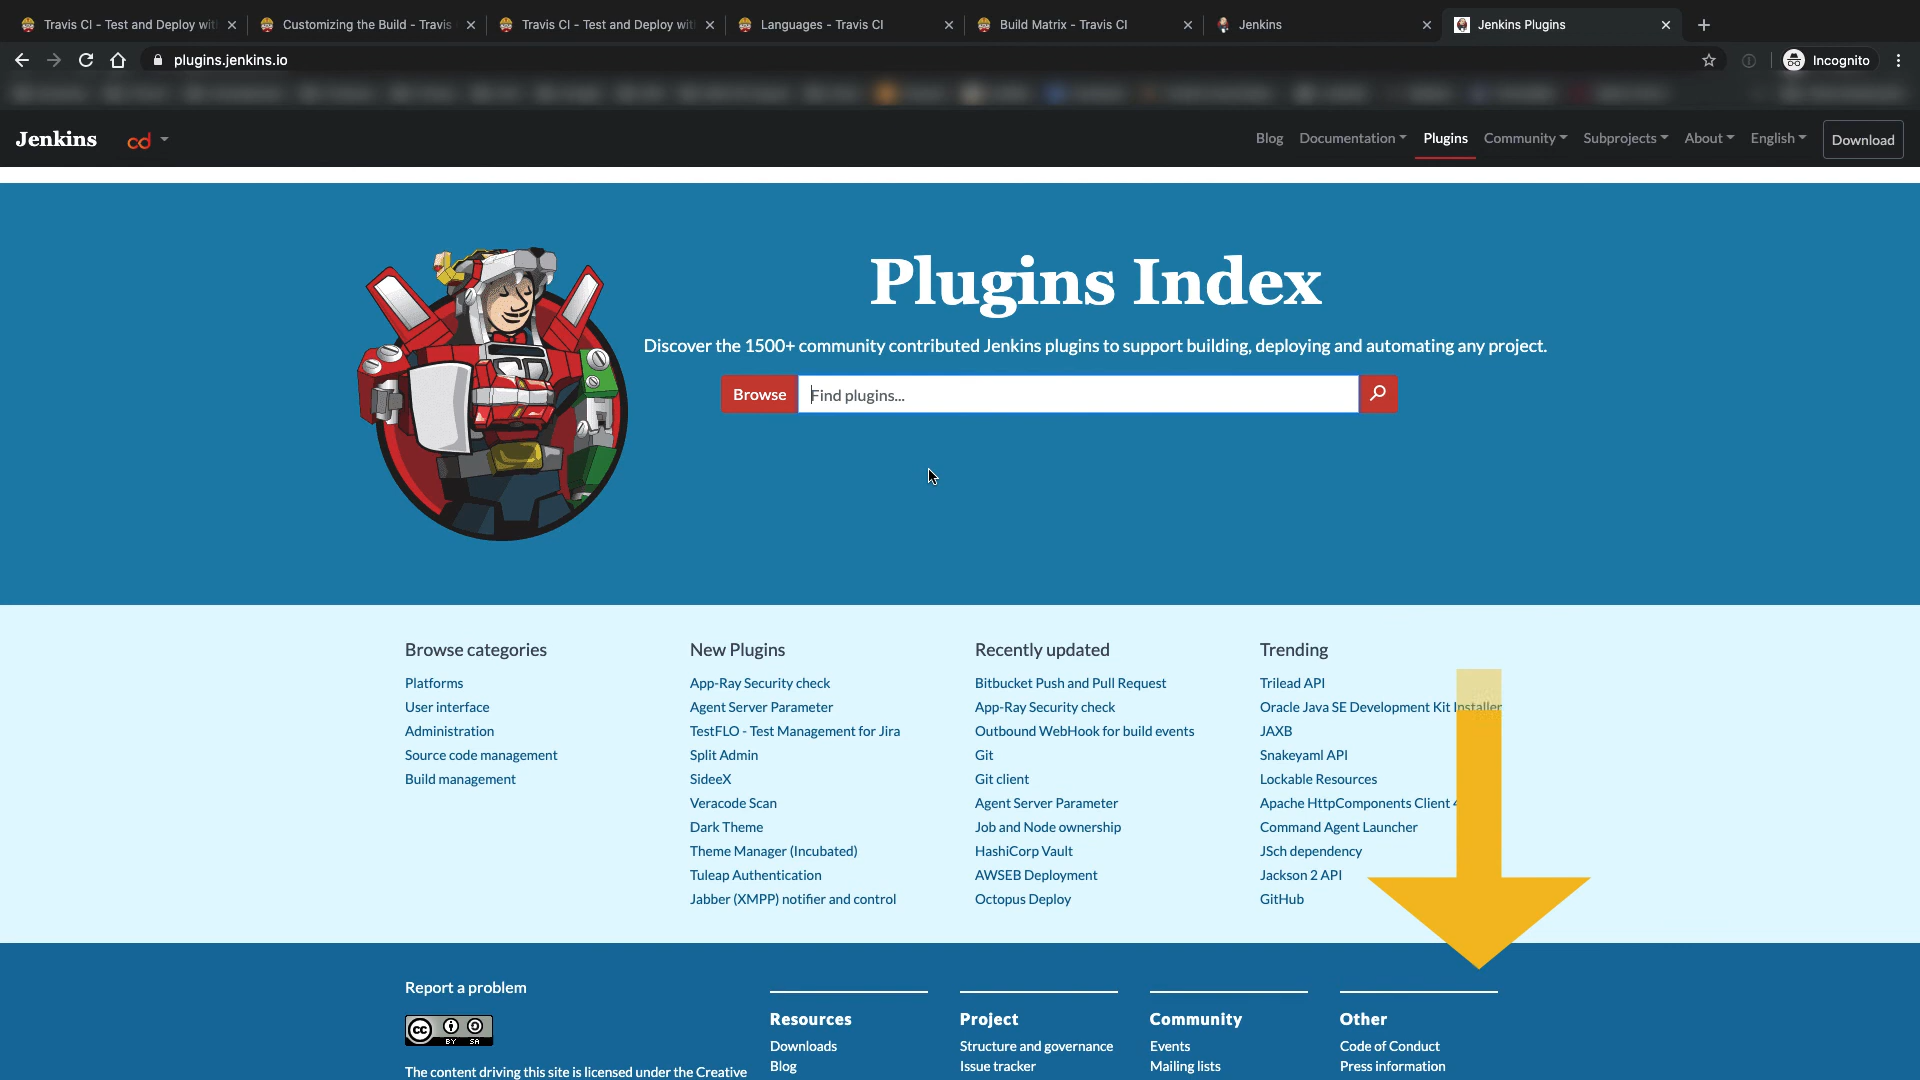 Travis CI - Test and Deploy wit
Customizing the Build - Travis
Travis CI - Test and Deploy wit
Languages - Travis CI
Build Matrix - Travis CI
Jenkins
Jenkins Plugins
plugins.jenkins.io
Incognito
Jenkins
cd
Blog
Documentation
Plugins
Community
Subprojects
About
English
Download
Plugins Index
Discover the 1500+ community contributed Jenkins plugins to support building, deploying and automating any project.
Browse
Find plugins...
Browse categories
Platforms
User interface
Administration
Source code management
Build management
New Plugins
App-Ray Security check
Agent Server Parameter
TestFLO - Test Management for Jira
Split Admin
SideeX
Veracode Scan
Dark Theme
Theme Manager (Incubated)
Tuleap Authentication
Jabber (XMPP) notifier and control
Recently updated
Bitbucket Push and Pull Request
App-Ray Security check
Outbound WebHook for build events
Git
Git client
Agent Server Parameter
Job and Node ownership
HashiCorp Vault
AWSEB Deployment
Octopus Deploy
Trending
Trilead API
Oracle Java SE Development Kit Installer
JAXB
Snakeyaml API
Lockable Resources
Apache HttpComponents Client
Command Agent Launcher
JSch dependency
Jackson 2 API
GitHub
Report a problem
cc
BY SA
The content driving this site is licensed under the Creative
Resources
Downloads
Blog
Project
Structure and governance
Issue tracker
Community
Events
Mailing lists
Other
Code of Conduct
Press information